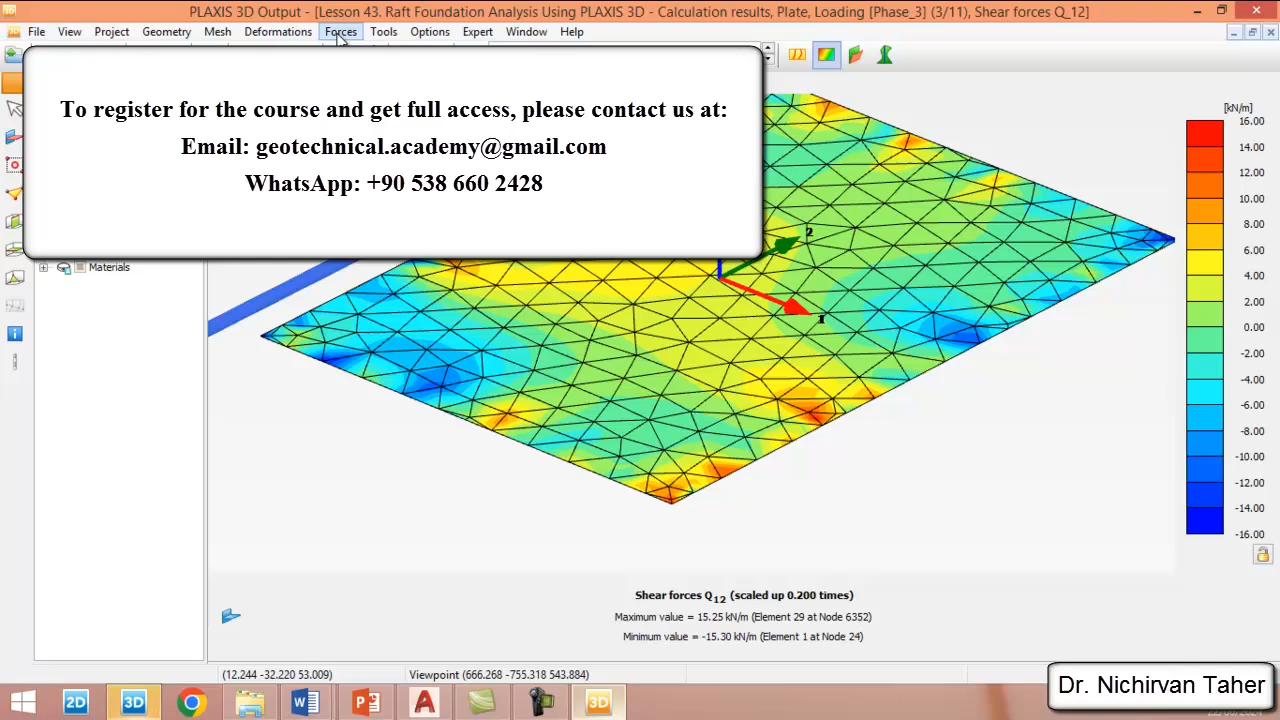 PLAXIS 3D Output - [Lesson 43. Raft Foundation Analysis Using PLAXIS 3D - Calculation results, Plate, Loading [Phase_3] (3/11), Shear forces Q_12]
File View Project Geometry Mesh Deformations Forces Tools Options Expert Window Help
To register for the course and get full access, please contact us at:
Email: geotechnical.academy@gmail.com
WhatsApp: +90 538 660 2428
Materials
2
1
[kN/m]
16.00
14.00
12.00
10.00
8.00
6.00
4.00
2.00
0.00
-2.00
-4.00
-6.00
-8.00
-10.00
-12.00
-14.00
-16.00
Shear forces Q12 (scaled up 0.200 times)
Maximum value = 15.25 kN/m (Element 29 at Node 6352)
Minimum value = -15.30 kN/m (Element 1 at Node 24)
(12.244 -32.220 53.009) Viewpoint (666.268 -755.318 543.884)
Dr. Nichirvan Taher
2D 3D W P A 3D